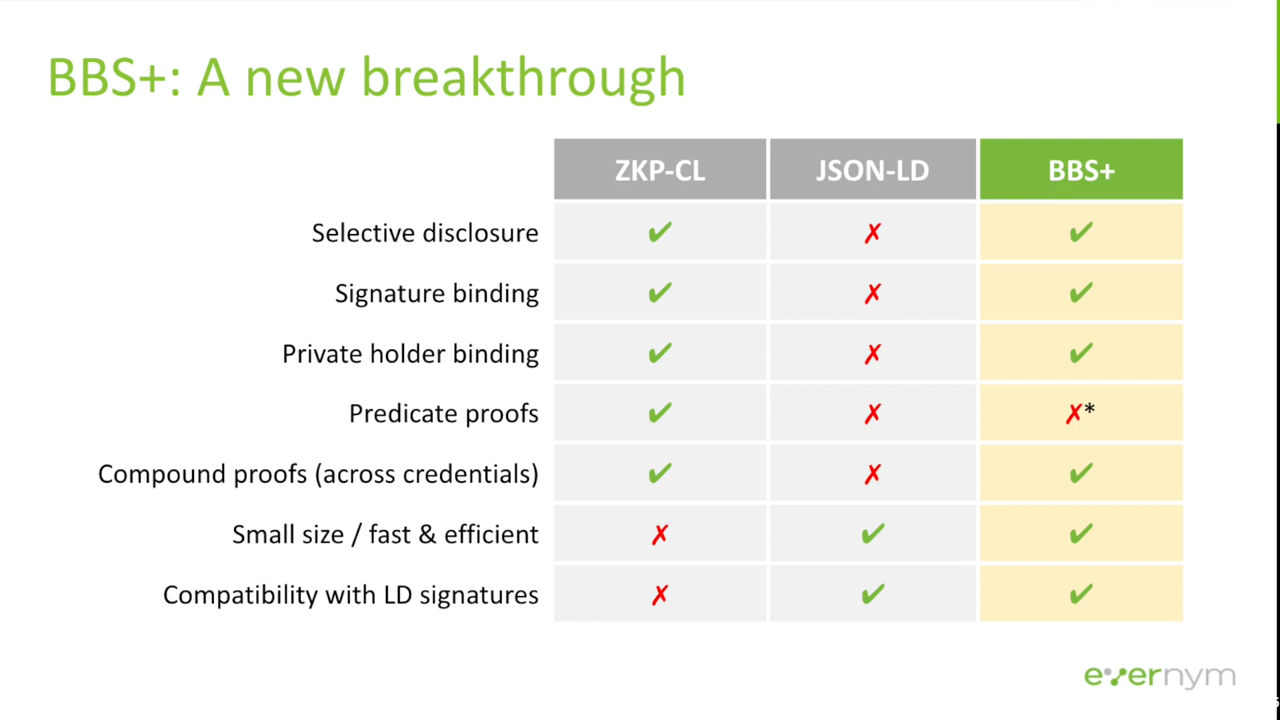 BBS+: A new breakthrough
ZKP-CL JSON-LD BBS+
Selective disclosure ✔ ✗ ✔
Signature binding ✔ ✗ ✔
Private holder binding ✔ ✗ ✔
Predicate proofs ✔ ✗ ✗*
Compound proofs (across credentials) ✔ ✗ ✔
Small size / fast & efficient ✗ ✔ ✔
Compatibility with LD signatures ✗ ✔ ✔
evernym